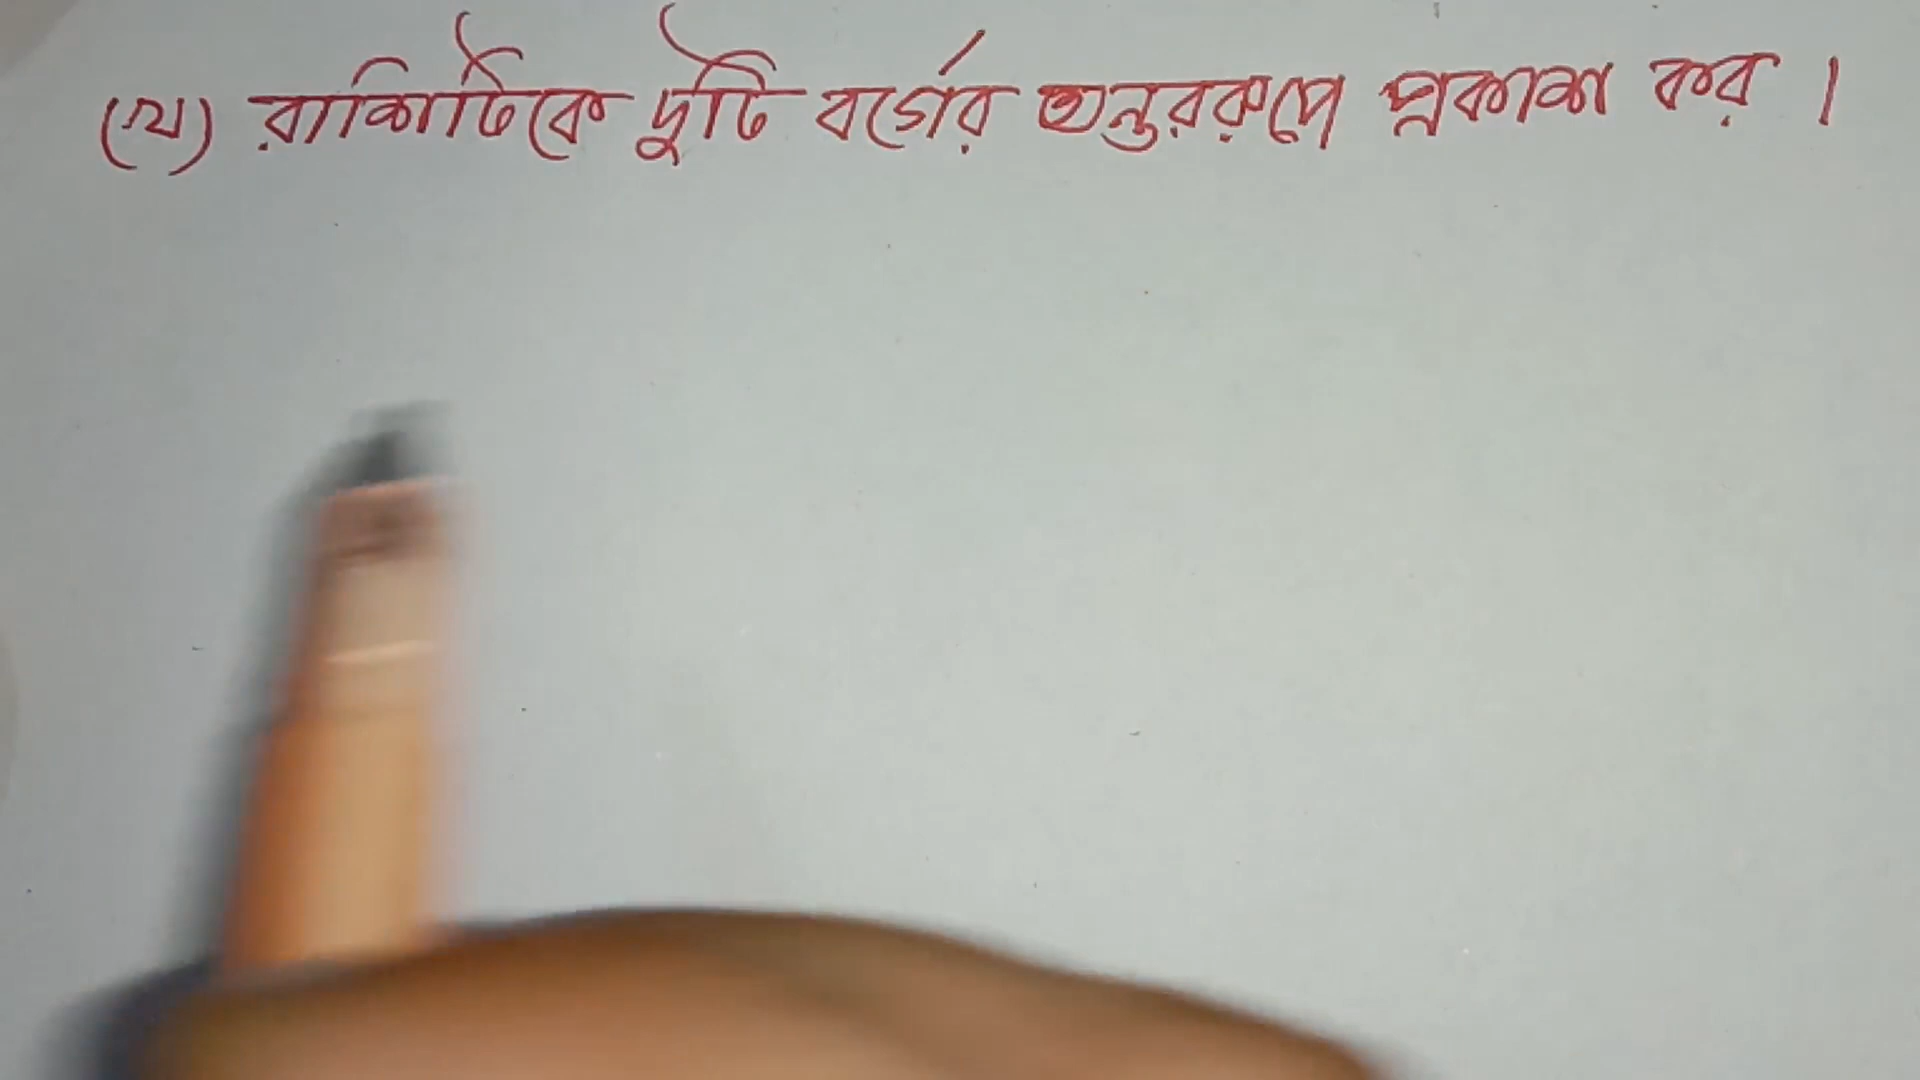 (খ) রাশিটিকে দুটি বর্গের অন্তররুপে প্রকাশ কর ।